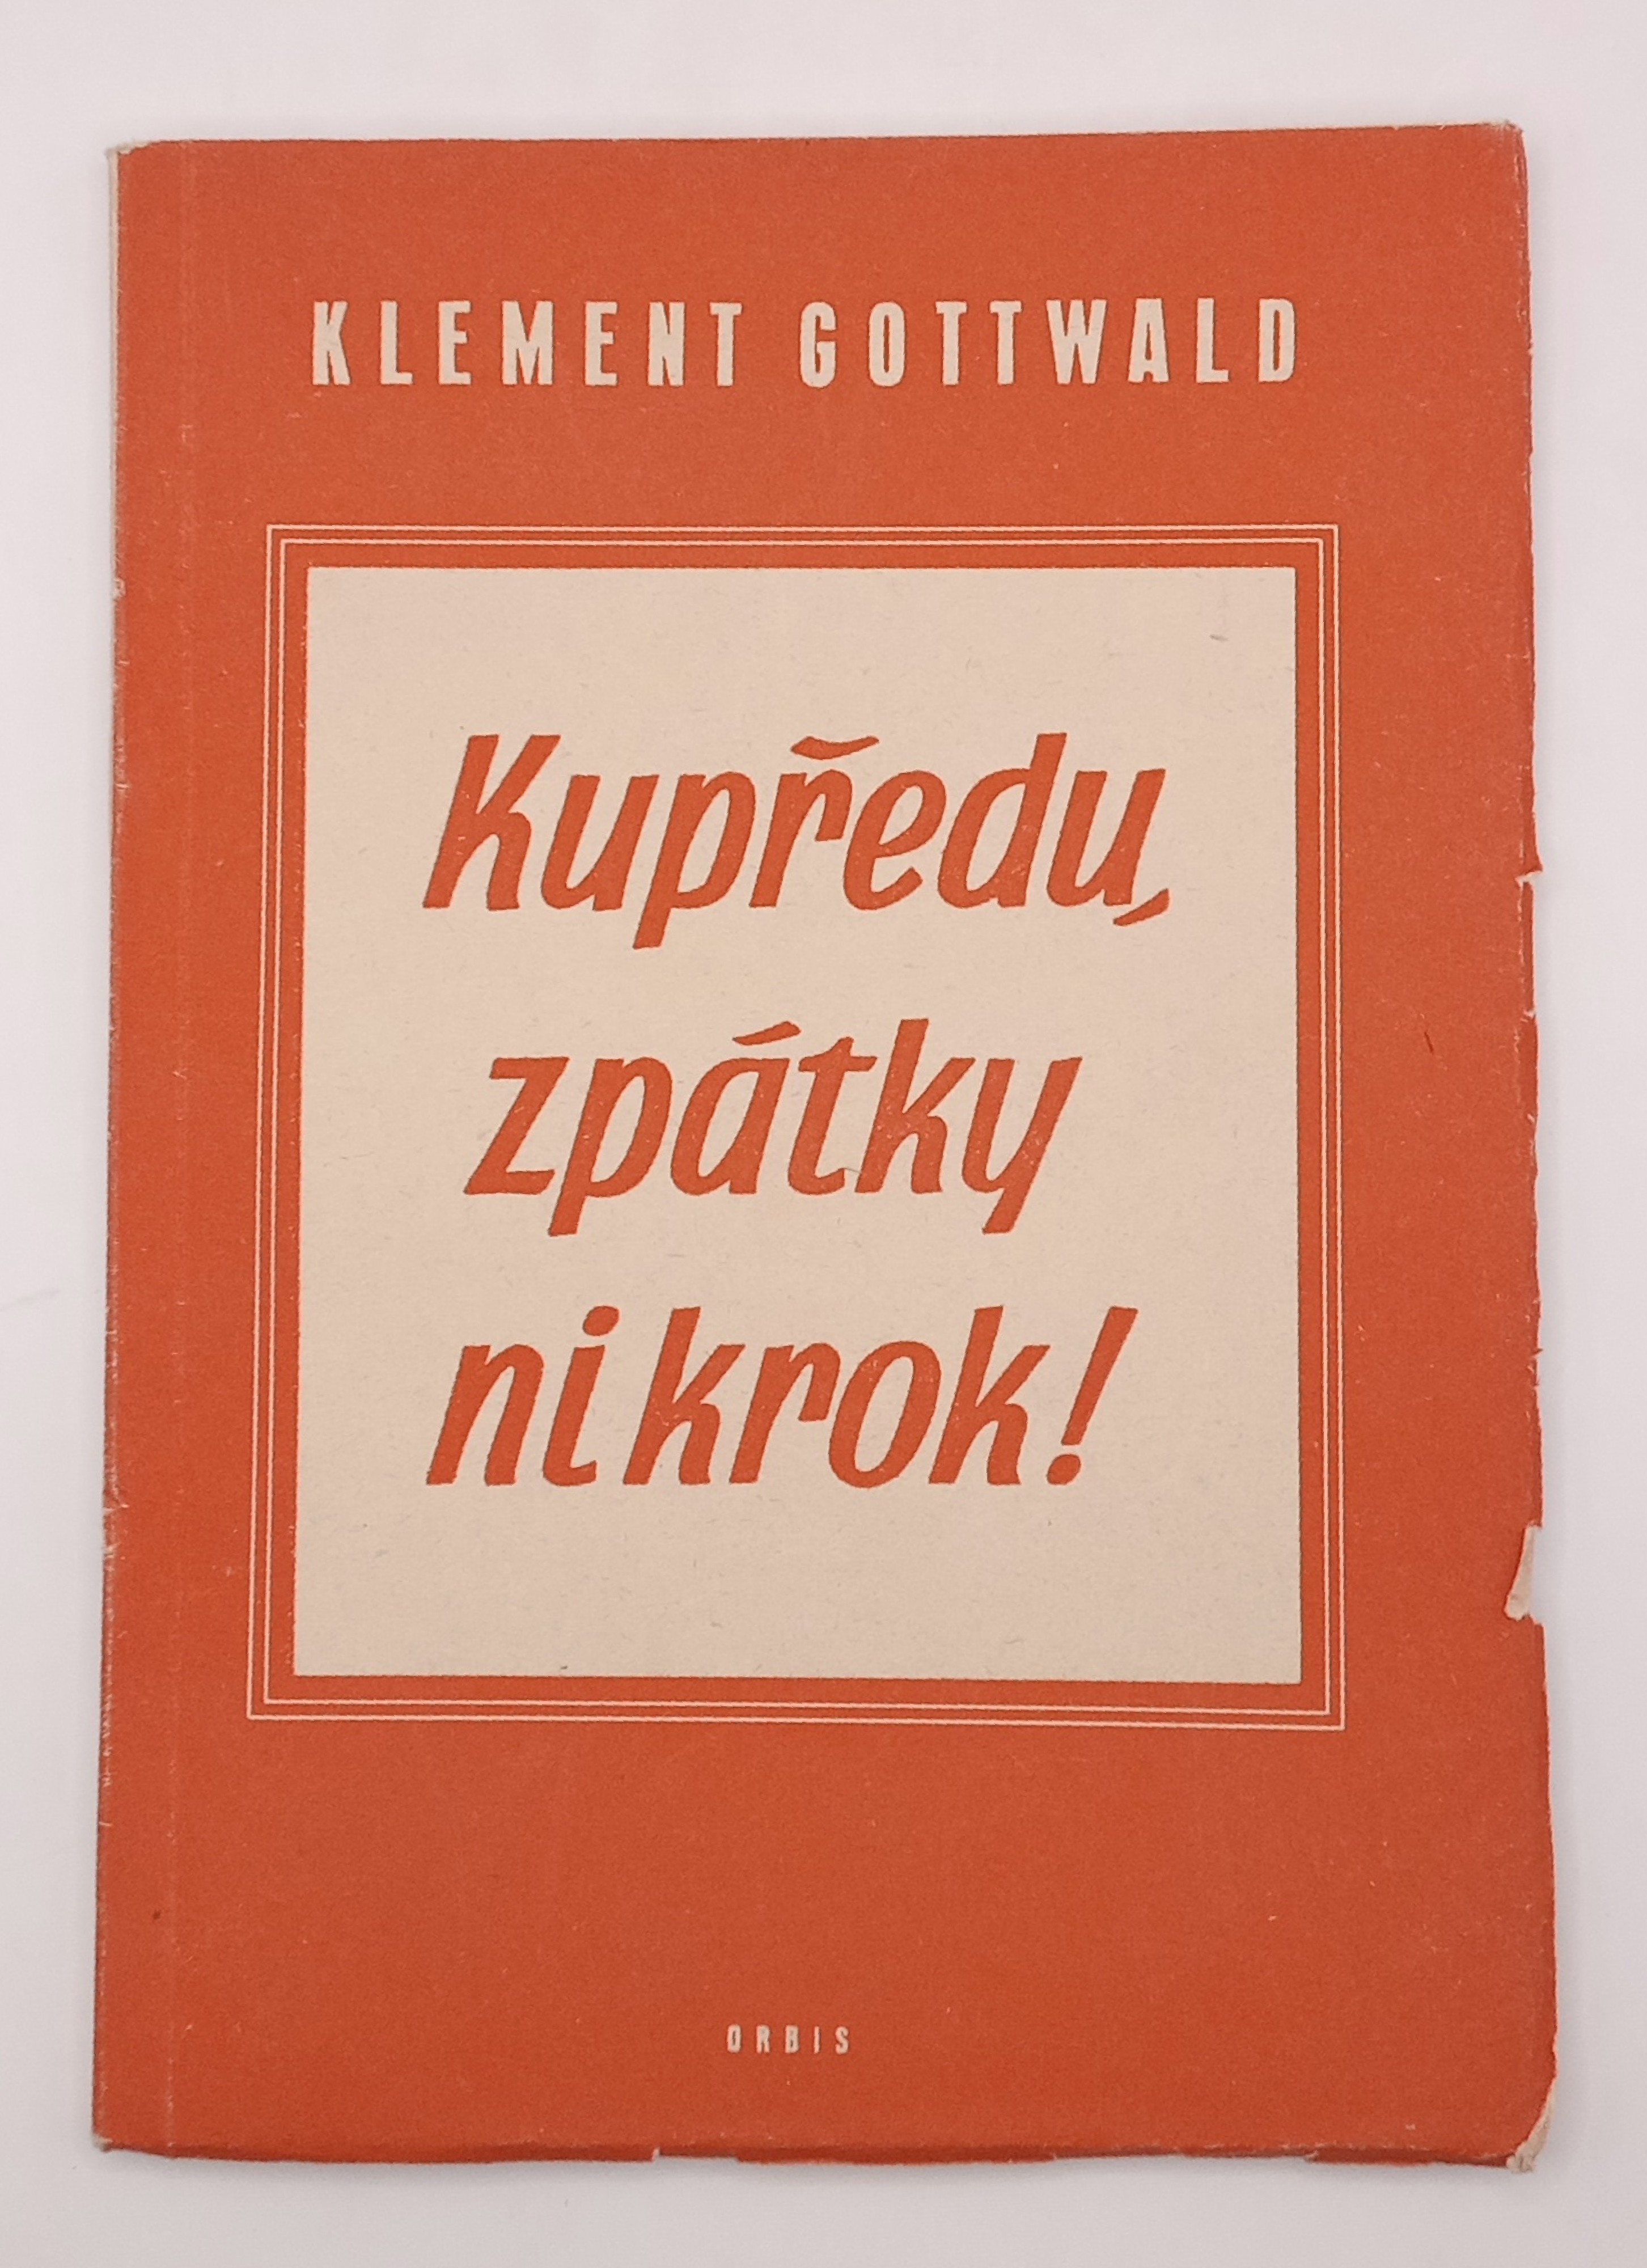 KLEMENT GOTTWALD
Kupředu,
zpátky
ni krok!
ORBIS